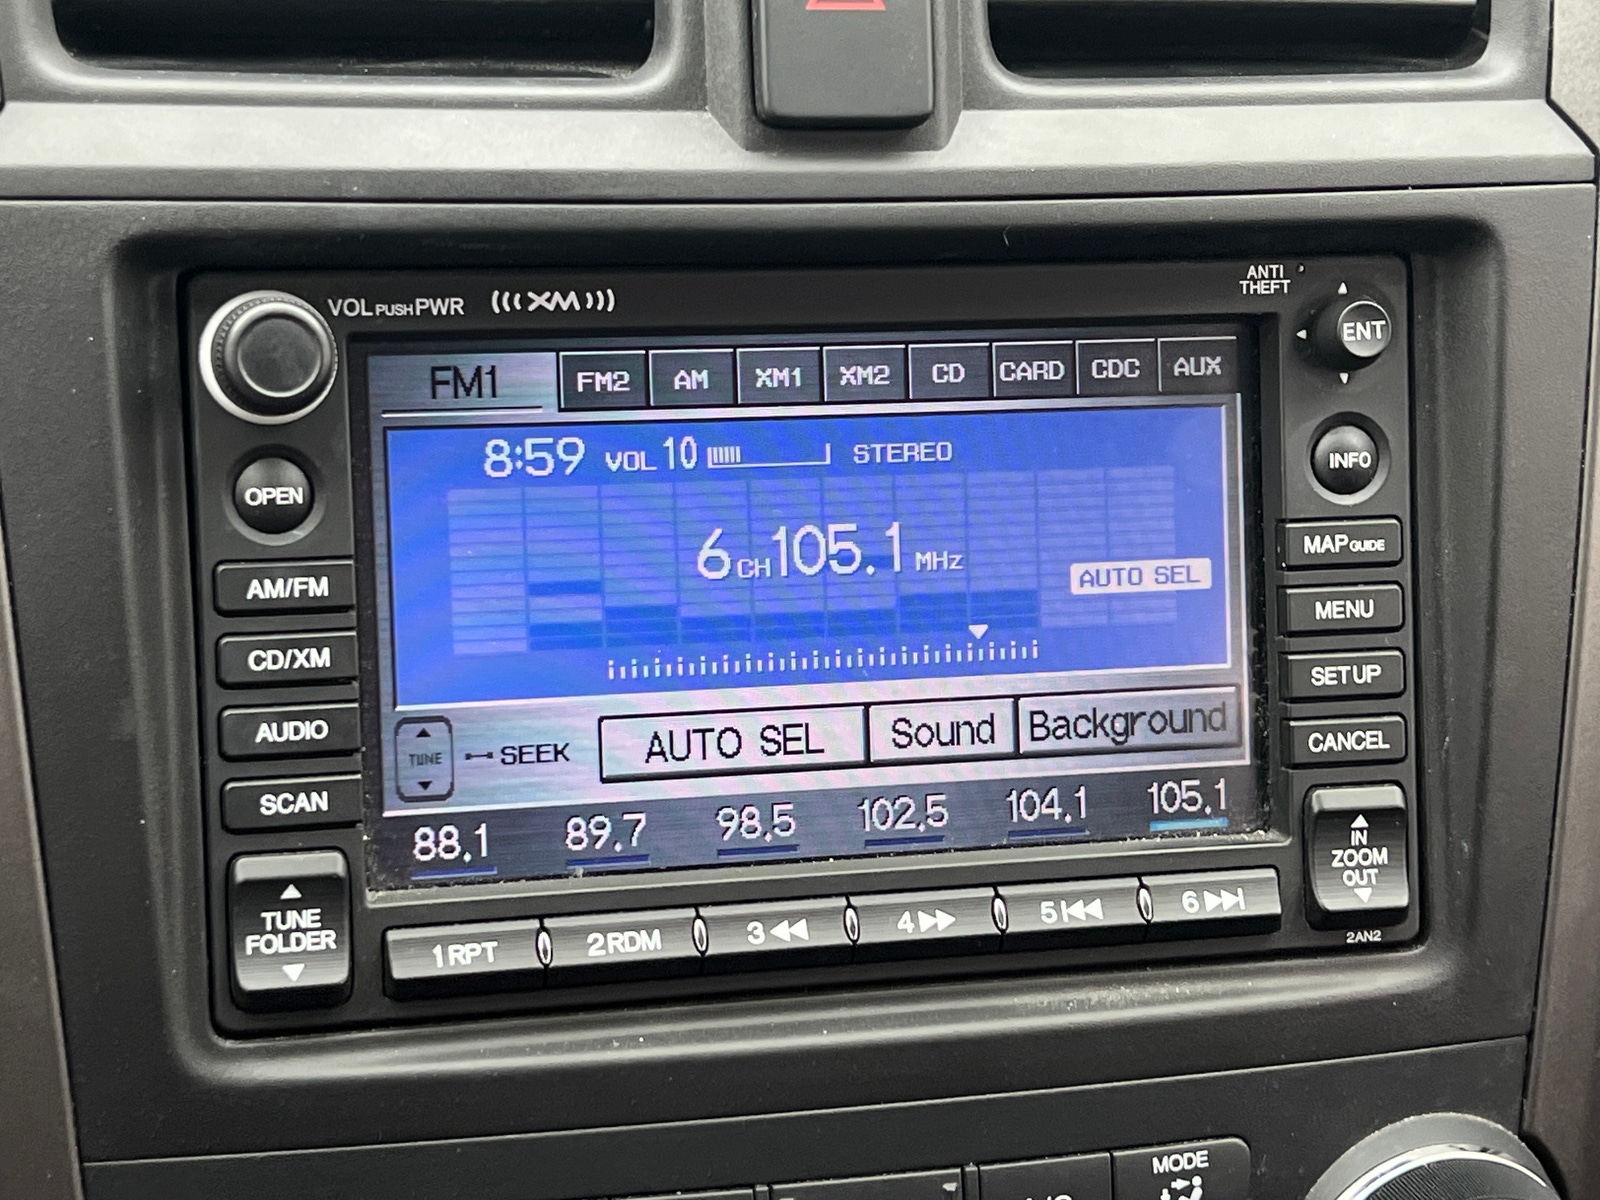 VOL PUSH PWR XM
ANTI THEFT
ENT
FM1 FM2 AM XM1 XM2 CD CARD CDC AUX
8:59 VOL 10 STEREO
OPEN
INFO
6 CH 105.1 MHz
AUTO SEL
AM/FM
MAP GUIDE
CD/XM
MENU
AUDIO
SETUP
TUNE SEEK AUTO SEL Sound Background
CANCEL
SCAN
88.1 89.7 98.5 102.5 104.1 105.1
IN
ZOOM
OUT
TUNE
FOLDER
1 RPT 2 RDM 3 4 5 6
2AN2
MODE